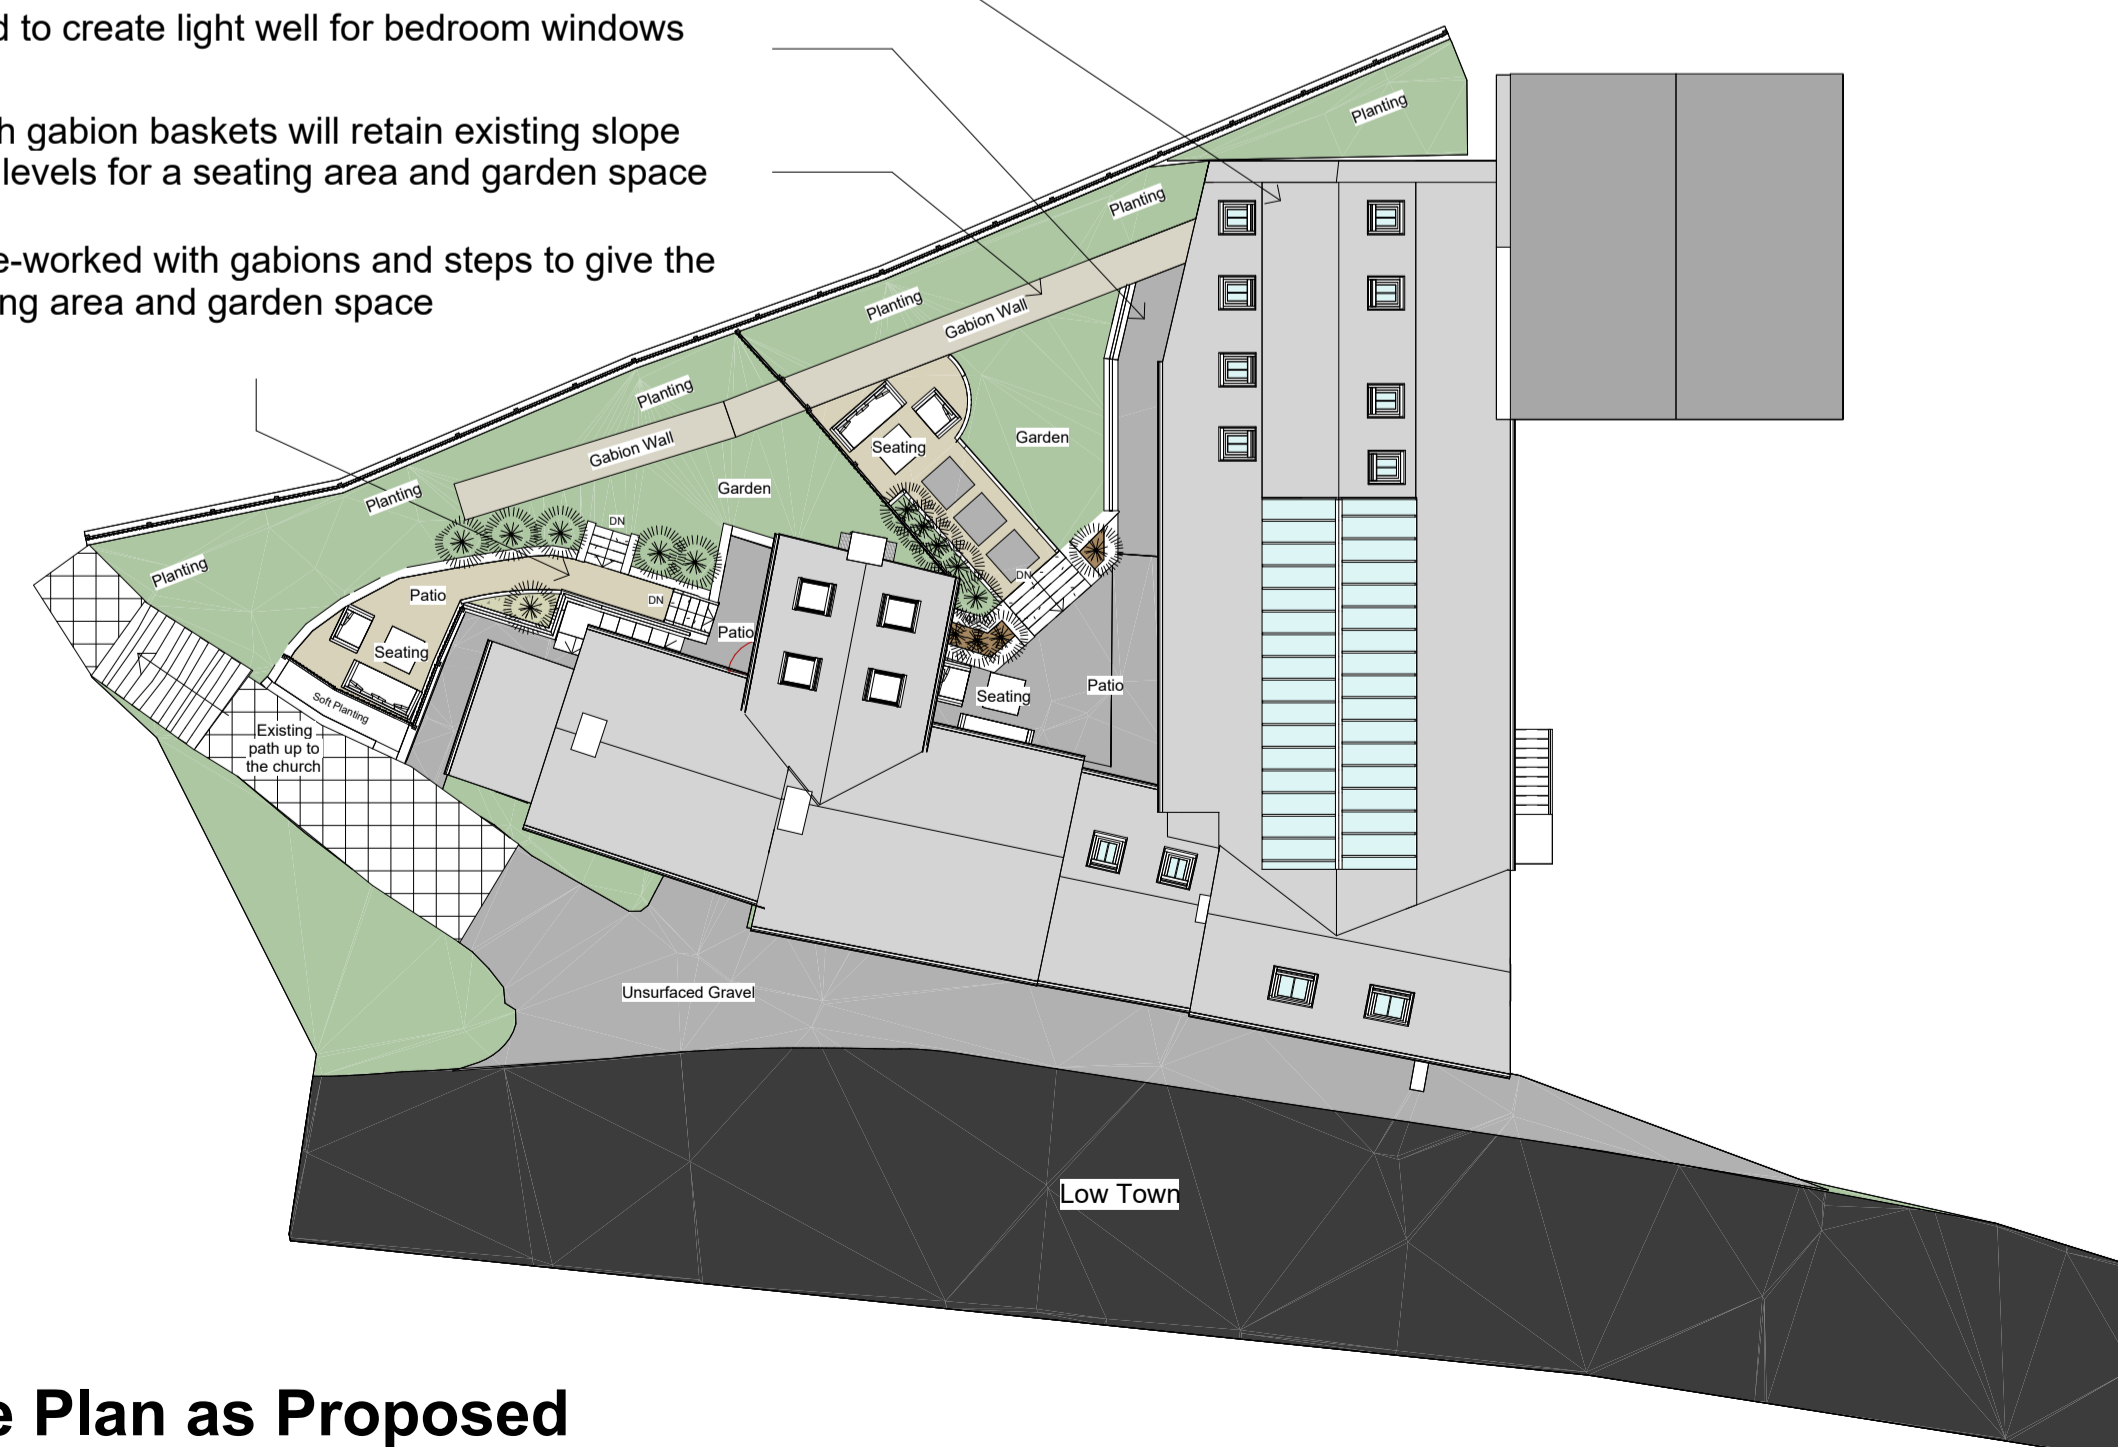 d to create light well for bedroom windows
h gabion baskets will retain existing slope
levels for a seating area and garden space
e-worked with gabions and steps to give the
ng area and garden space
Planting
Planting
Planting
Gabion Wall
Planting
Gabion Wall
Garden
Seating
Garden
Planting
DN
Planting
DN
Patio
DN
Patio
Seating
Patio
Seating
Soft Planting
Existing
path up to
the church
Unsurfaced Gravel
Low Town
e Plan as Proposed